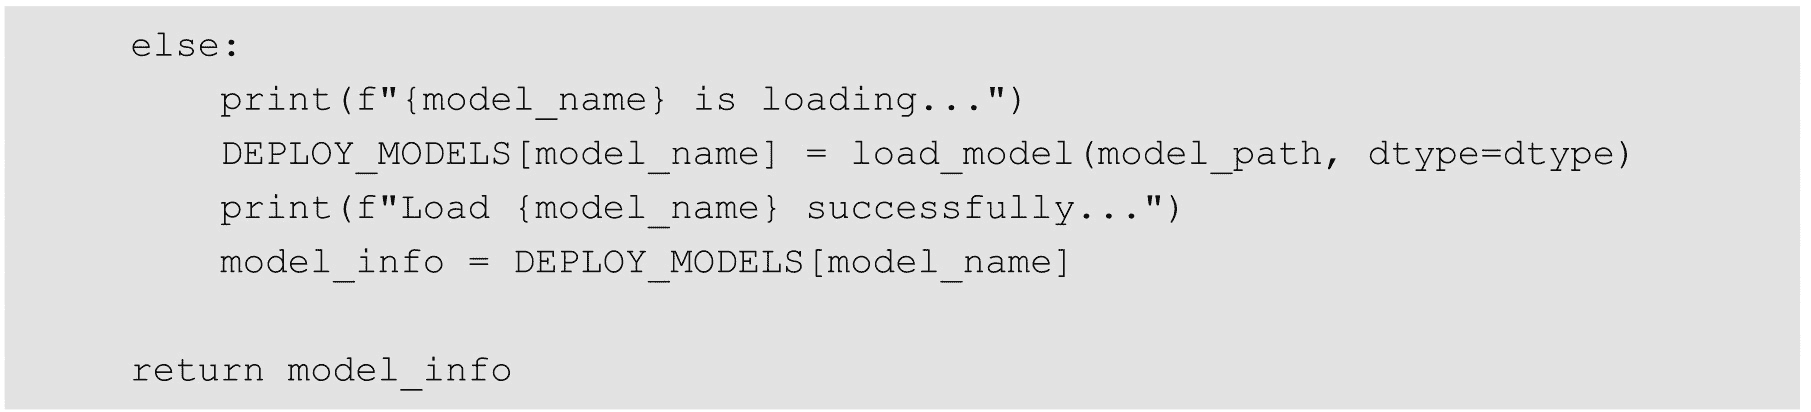 else:
    print(f"{model_name} is loading...")
    DEPLOY_MODELS[model_name] = load_model(model_path, dtype=dtype)
    print(f"Load {model_name} successfully...")
    model_info = DEPLOY_MODELS[model_name]

return model_info